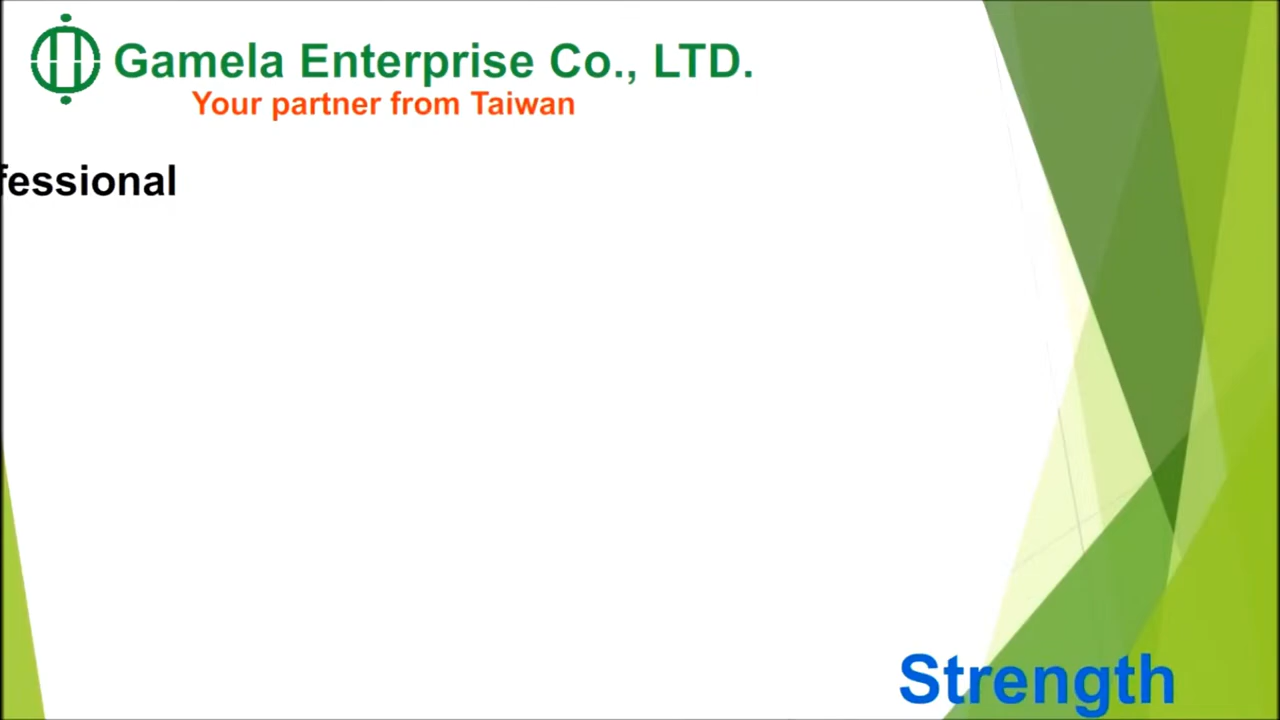 Gamela Enterprise Co., LTD.
Your partner from Taiwan
fessional
Strength